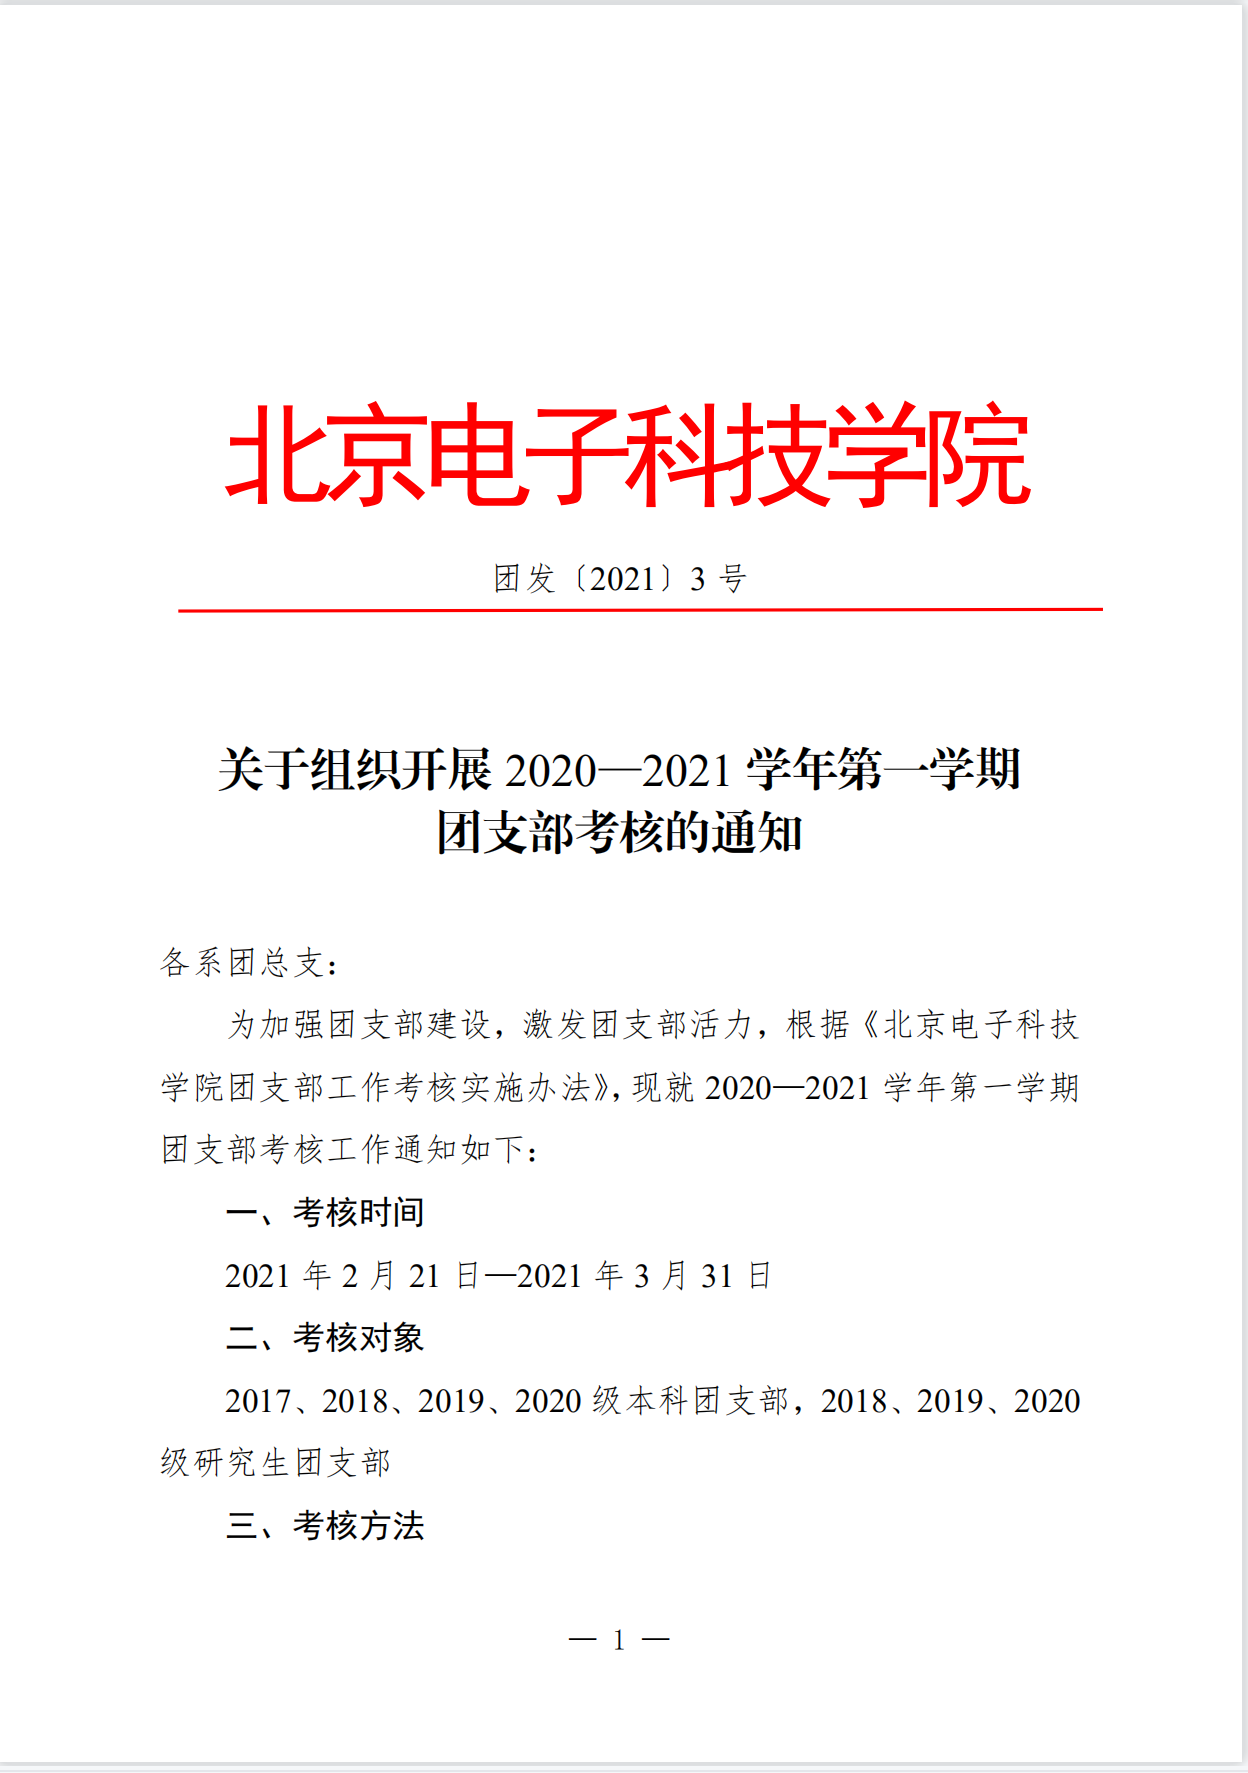 北京电子科技学院
团发〔2021〕3 号
关于组织开展 2020—2021 学年第一学期
团支部考核的通知
各系团总支：
为加强团支部建设，激发团支部活力，根据《北京电子科技
学院团支部工作考核实施办法》，现就 2020—2021 学年第一学期
团支部考核工作通知如下：
一、考核时间
2021 年 2 月 21 日—2021 年 3 月 31 日
二、考核对象
2017、2018、2019、2020 级本科团支部，2018、2019、2020
级研究生团支部
三、考核方法
— 1 —